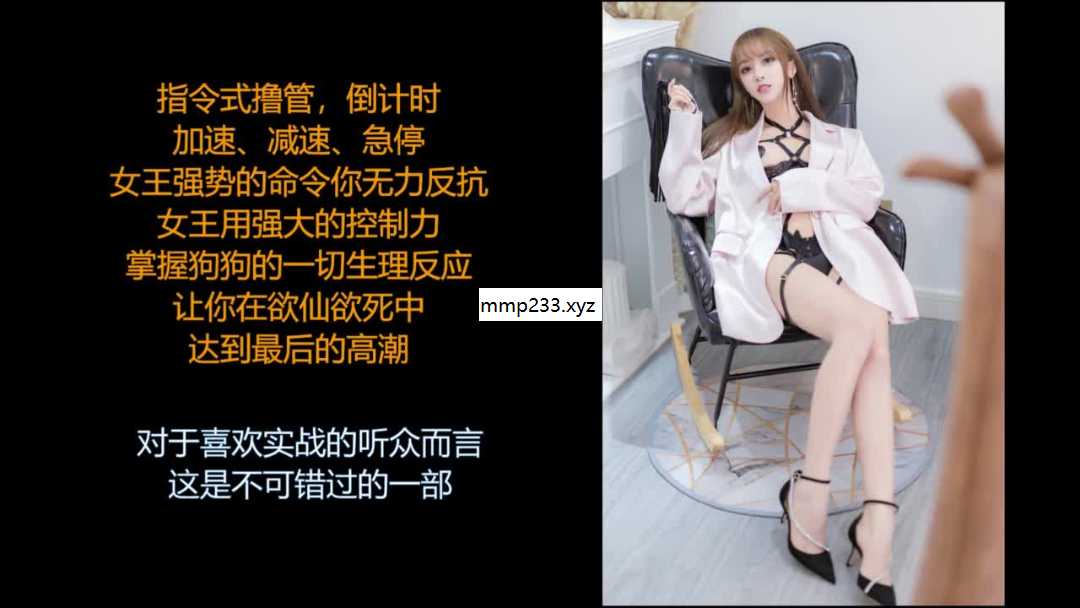 指令式撸管，倒计时
加速、减速、急停
女王强势的命令你无力反抗
女王用强大的控制力
掌握狗狗的一切生理反应
让你在欲仙欲死中
达到最后的高潮
mmp233.xyz
对于喜欢实战的听众而言
这是不可错过的一部